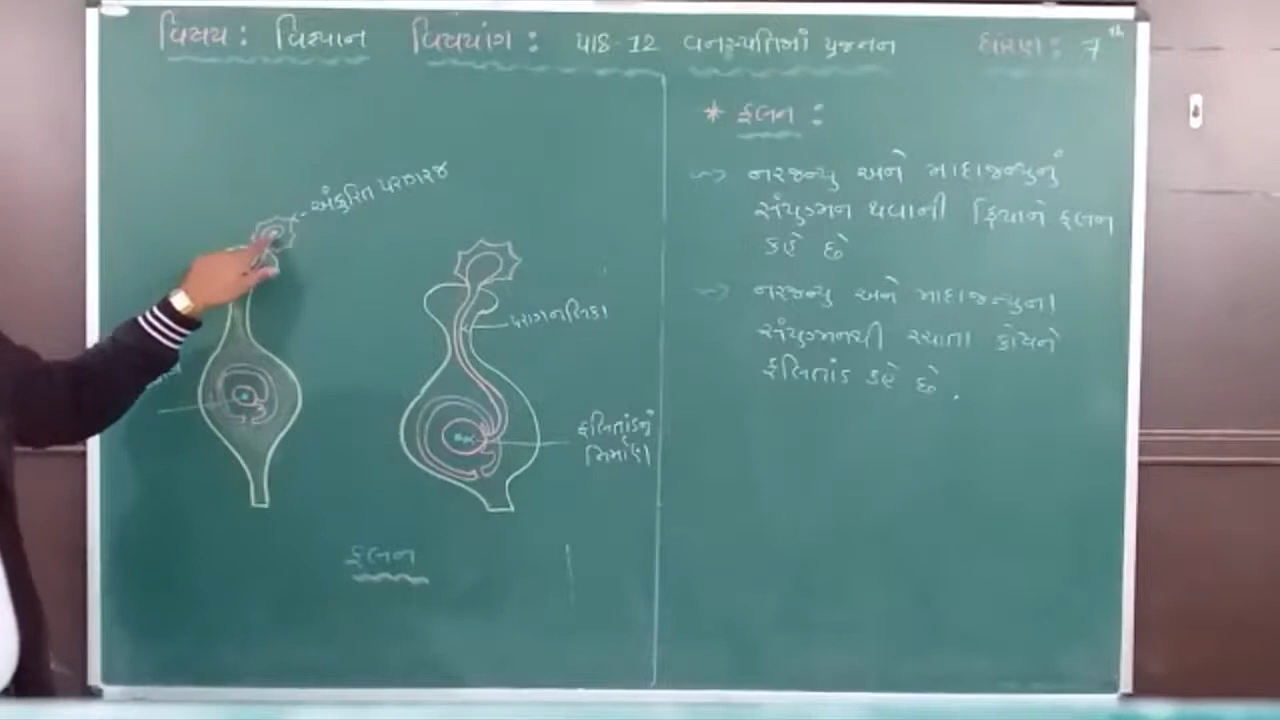 વિષય : વિજ્ઞાન વિષયાંગ : પાઠ-12 વનસ્પતિમાં પ્રજનન ધોરણ : 7th
અંકુરિત પરાગરજ
પરાગનલિકા
ફલિતાંડનું
નિર્માણ
ફલન
* ફલન :
નરજન્યુ અને માદાજન્યુનું
સંયુગ્મન થવાની ક્રિયાને ફલન
કહે છે
નરજન્યુ અને માદાજન્યુના
સંયુગ્મનથી રચાતા કોષને
ફલિતાંડ કહે છે.